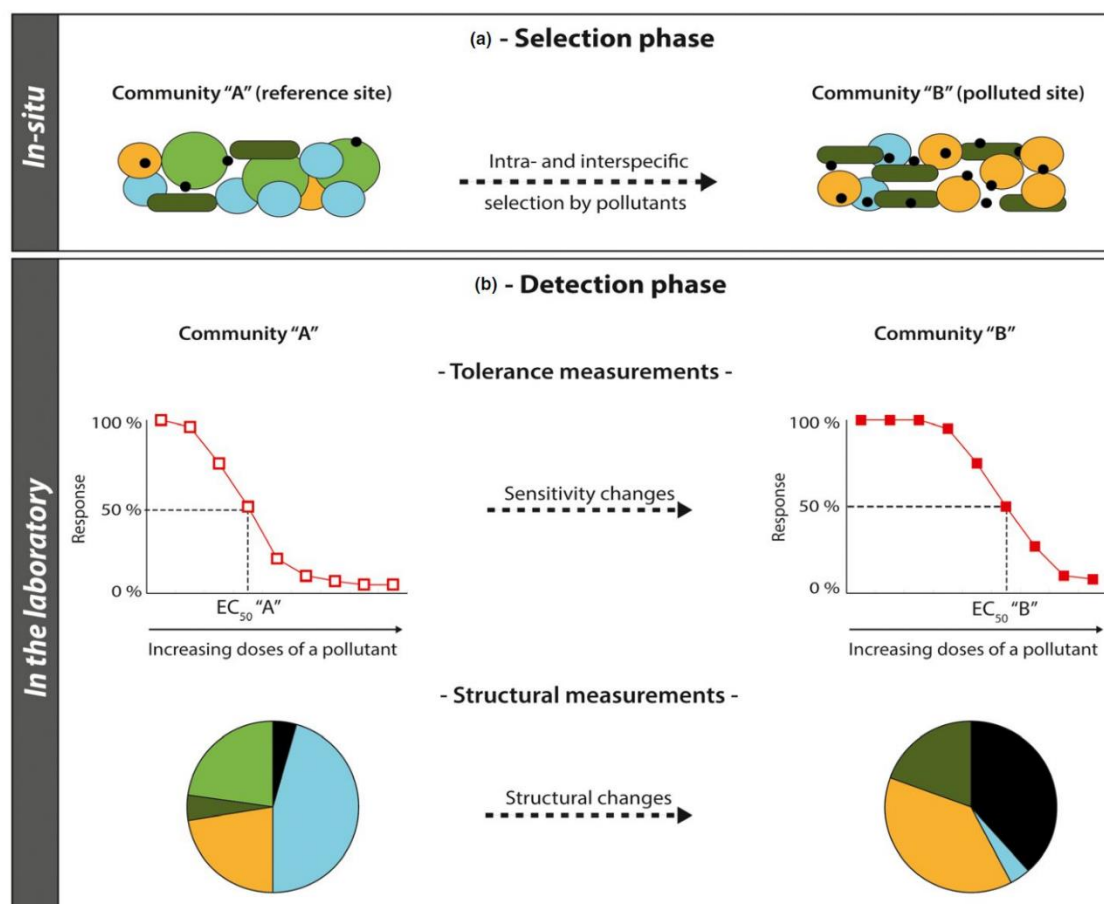 In-situ
(a) - Selection phase
Community “A” (reference site)
Community “B” (polluted site)
Intra- and interspecific
selection by pollutants
In the laboratory
(b) - Detection phase
Community “A”
Community “B”
- Tolerance measurements -
100 %
50 %
0 %
Response
EC50 “A”
Increasing doses of a pollutant
Sensitivity changes
100 %
50 %
0 %
Response
EC50 “B”
Increasing doses of a pollutant
- Structural measurements -
Structural changes